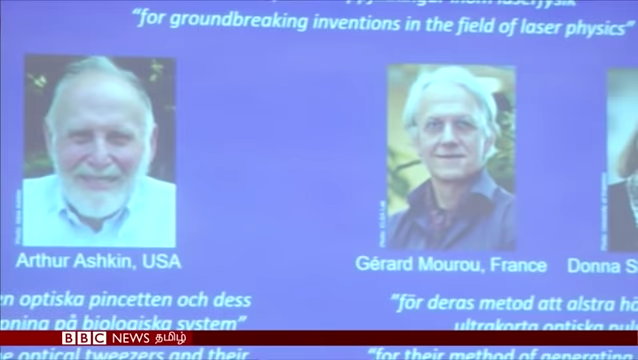 "for groundbreaking inventions in the field of laser physics"
Arthur Ashkin, USA
Gérard Mourou, France
Donna
en optiska pincetten och dess
på biologiska system"
optical tweezers and their
"för deras metod att alstra
ultrakorta optiska
"for their method of generating
BBC NEWS தமிழ்